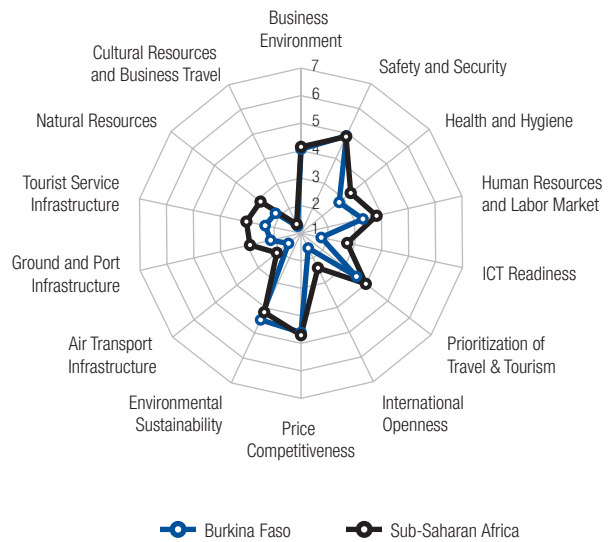 Business
Environment
Safety and Security
Health and Hygiene
Human Resources
and Labor Market
ICT Readiness
Prioritization of
Travel & Tourism
International
Openness
Price
Competitiveness
Environmental
Sustainability
Air Transport
Infrastructure
Ground and Port
Infrastructure
Tourist Service
Infrastructure
Natural Resources
Cultural Resources
and Business Travel
7
6
5
4
3
2
1
Burkina Faso
Sub-Saharan Africa